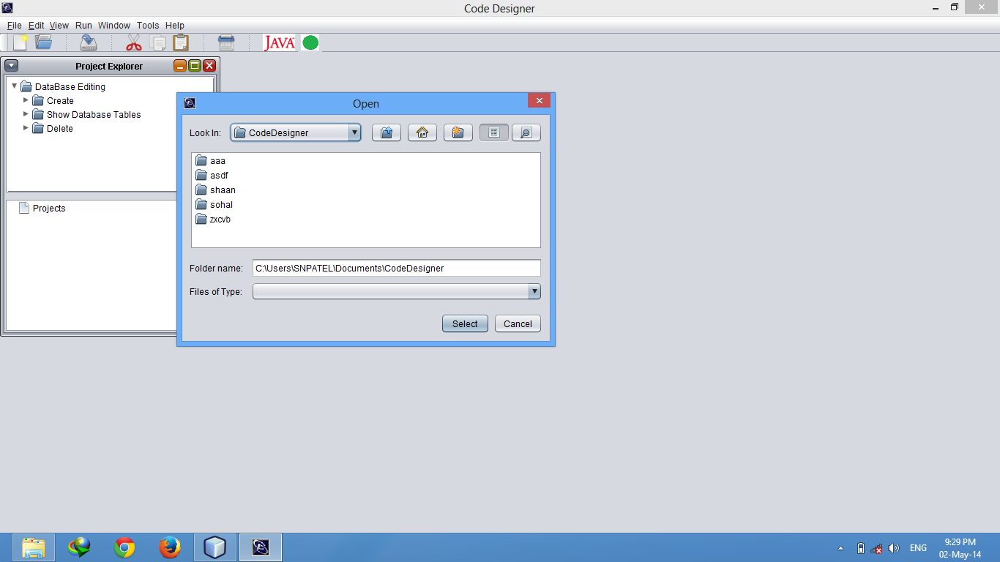 Code Designer
File Edit View Run Window Tools Help
JAVA
Project Explorer
DataBase Editing
Create
Show Database Tables
Delete
Projects
Open
Look In: CodeDesigner
aaa
asdf
shaan
sohal
zxcvb
Folder name: C:\Users\SNPATEL\Documents\CodeDesigner
Files of Type:
Select Cancel
ENG
9:29 PM
02-May-14